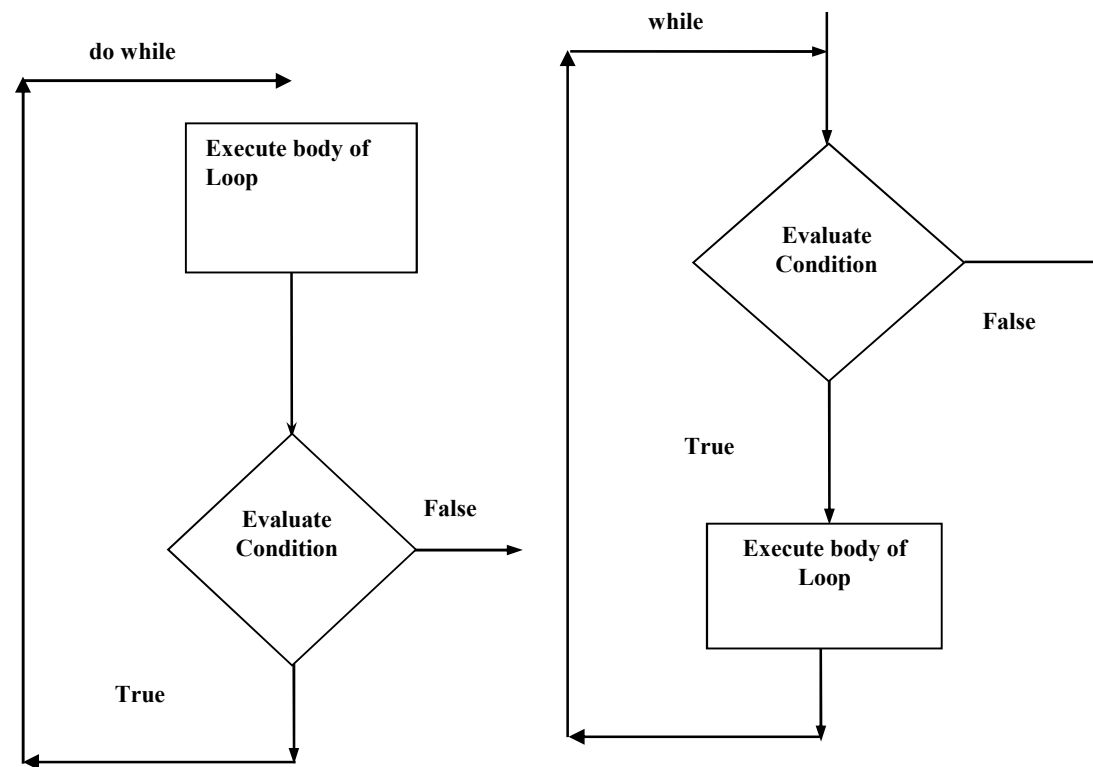 do while
Execute body of
Loop
Evaluate
Condition
False
True
while
Evaluate
Condition
False
True
Execute body of
Loop